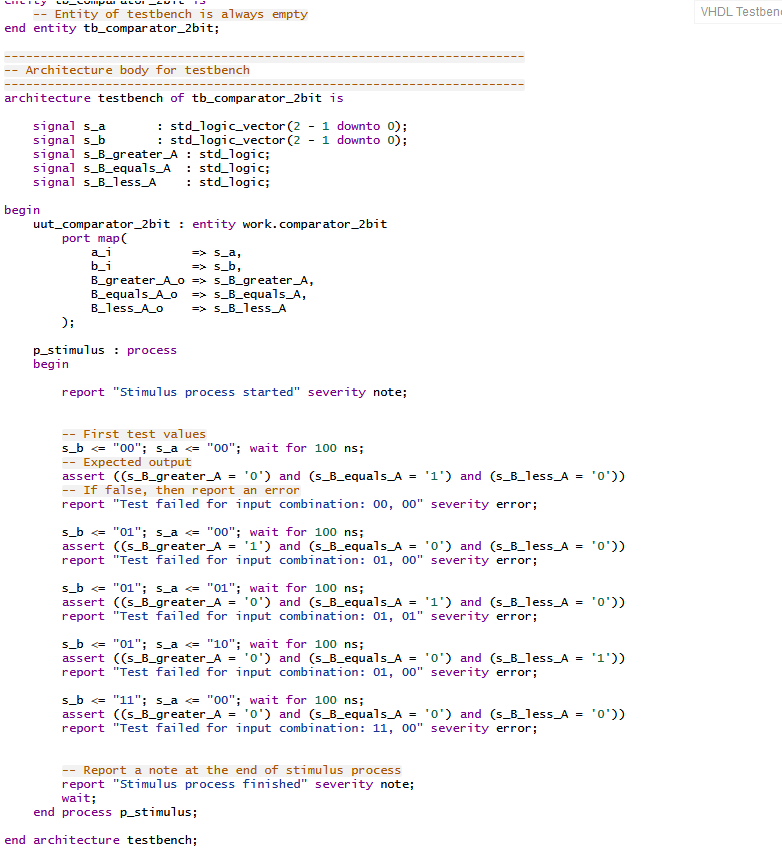 entity tb_comparator_2bit is
    -- Entity of testbench is always empty
end entity tb_comparator_2bit;
------------------------------------------------------------------------
-- Architecture body for testbench
------------------------------------------------------------------------
architecture testbench of tb_comparator_2bit is
    signal s_a       : std_logic_vector(2 - 1 downto 0);
    signal s_b       : std_logic_vector(2 - 1 downto 0);
    signal s_B_greater_A : std_logic;
    signal s_B_equals_A  : std_logic;
    signal s_B_less_A    : std_logic;
begin
    uut_comparator_2bit : entity work.comparator_2bit
        port map(
            a_i           => s_a,
            b_i           => s_b,
            B_greater_A_o => s_B_greater_A,
            B_equals_A_o  => s_B_equals_A,
            B_less_A_o    => s_B_less_A
        );
    p_stimulus : process
    begin
        report "Stimulus process started" severity note;
        -- First test values
        s_b <= "00"; s_a <= "00"; wait for 100 ns;
        -- Expected output
        assert ((s_B_greater_A = '0') and (s_B_equals_A = '1') and (s_B_less_A = '0'))
        -- If false, then report an error
        report "Test failed for input combination: 00, 00" severity error;
        s_b <= "01"; s_a <= "00"; wait for 100 ns;
        assert ((s_B_greater_A = '1') and (s_B_equals_A = '0') and (s_B_less_A = '0'))
        report "Test failed for input combination: 01, 00" severity error;
        s_b <= "01"; s_a <= "01"; wait for 100 ns;
        assert ((s_B_greater_A = '0') and (s_B_equals_A = '1') and (s_B_less_A = '0'))
        report "Test failed for input combination: 01, 01" severity error;
        s_b <= "01"; s_a <= "10"; wait for 100 ns;
        assert ((s_B_greater_A = '0') and (s_B_equals_A = '0') and (s_B_less_A = '1'))
        report "Test failed for input combination: 01, 00" severity error;
        s_b <= "11"; s_a <= "00"; wait for 100 ns;
        assert ((s_B_greater_A = '0') and (s_B_equals_A = '0') and (s_B_less_A = '0'))
        report "Test failed for input combination: 11, 00" severity error;
        -- Report a note at the end of stimulus process
        report "Stimulus process finished" severity note;
        wait;
    end process p_stimulus;
end architecture testbench;
VHDL Testben